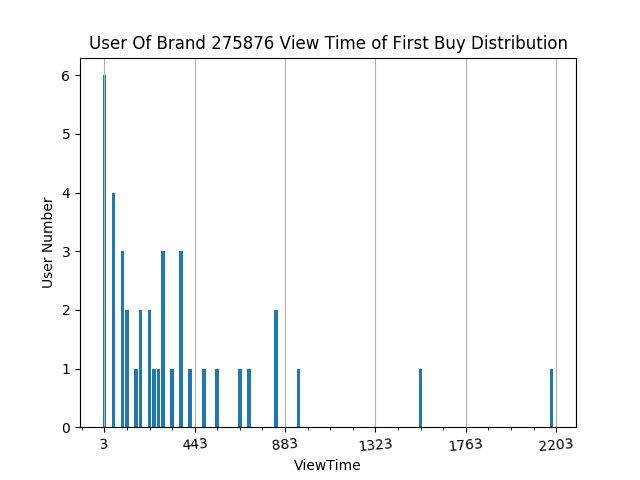 User Of Brand 275876 View Time of First Buy Distribution
6
5
4
3
2
1
0
User Number
3 443 883 1323 1763 2203
ViewTime